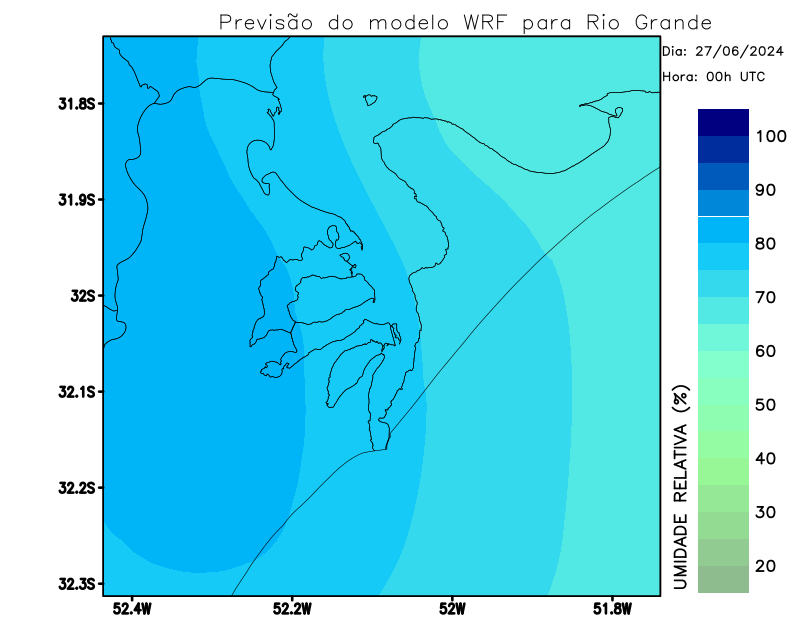 Previsão do modelo WRF para Rio Grande
Dia: 27/06/2024
Hora: 00h UTC
31.8S
31.9S
32S
32.1S
32.2S
32.3S
52.4W
52.2W
52W
51.8W
100
90
80
70
60
50
40
30
20
UMIDADE RELATIVA (%)